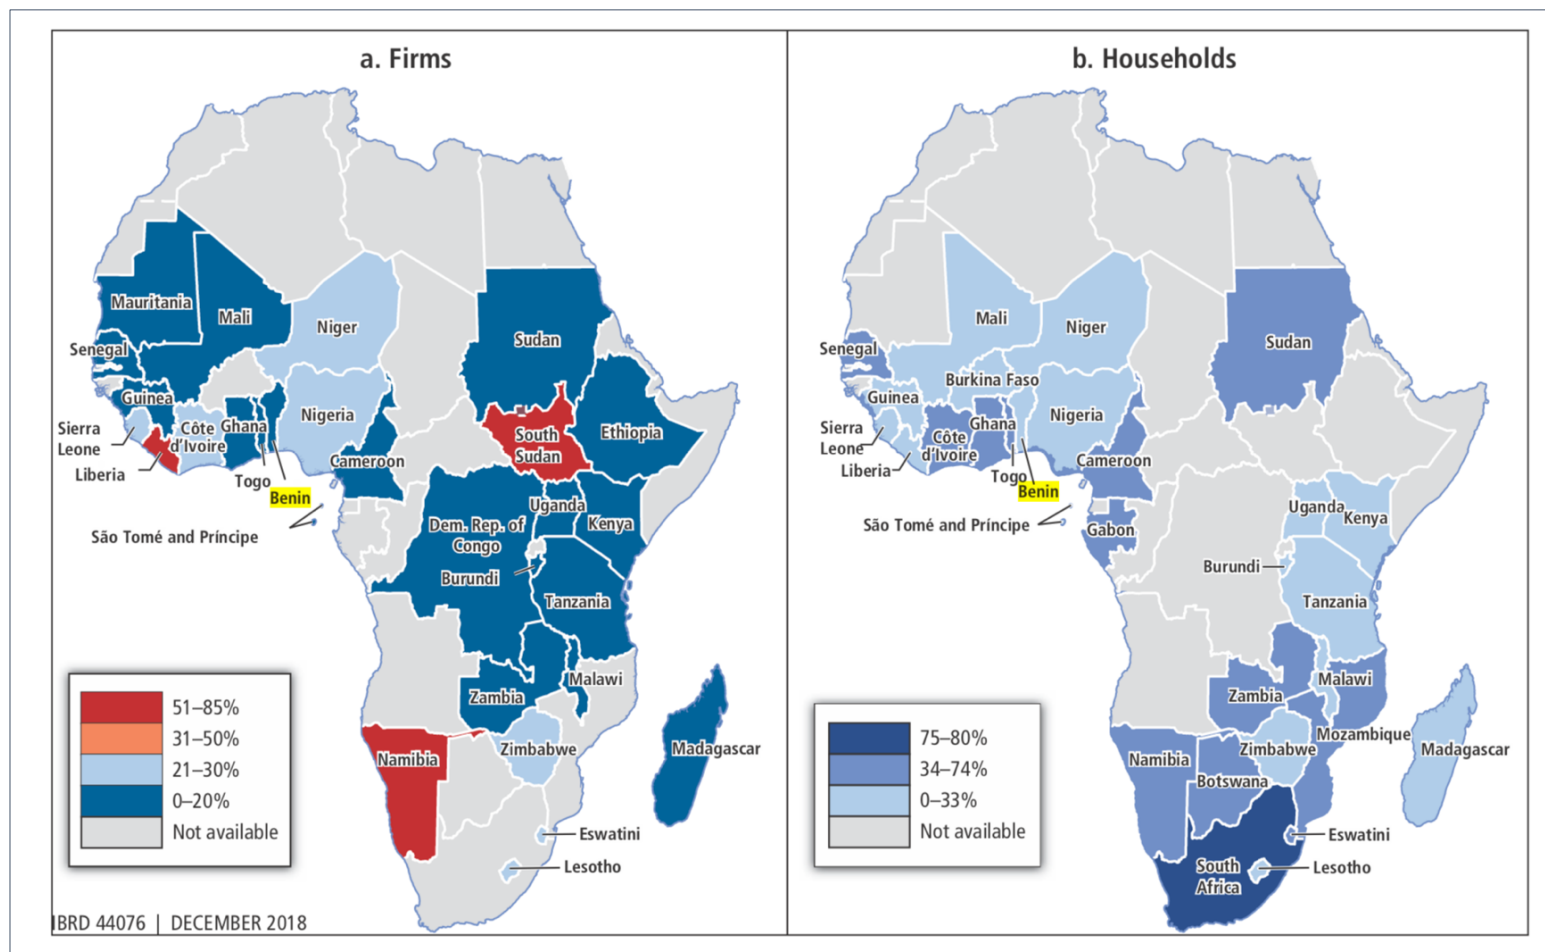 a. Firms
Mauritania
Mali
Niger
Sudan
Senegal
Guinea
Sierra
Leone
Liberia
Côte
d'Ivoire
Ghana
Togo
Benin
Nigeria
Cameroon
South
Sudan
Ethiopia
São Tomé and Príncipe
Dem. Rep. of
Congo
Uganda
Kenya
Burundi
Tanzania
Zambia
Malawi
Namibia
Zimbabwe
Madagascar
Eswatini
Lesotho
51–85%
31–50%
21–30%
0–20%
Not available
IBRD 44076 | DECEMBER 2018
b. Households
Mali
Niger
Sudan
Senegal
Burkina Faso
Guinea
Sierra
Leone
Liberia
Côte
d'Ivoire
Ghana
Togo
Benin
Nigeria
Cameroon
São Tomé and Príncipe
Gabon
Uganda
Kenya
Burundi
Tanzania
Zambia
Malawi
Mozambique
Namibia
Zimbabwe
Botswana
Madagascar
Eswatini
South
Africa
Lesotho
75–80%
34–74%
0–33%
Not available